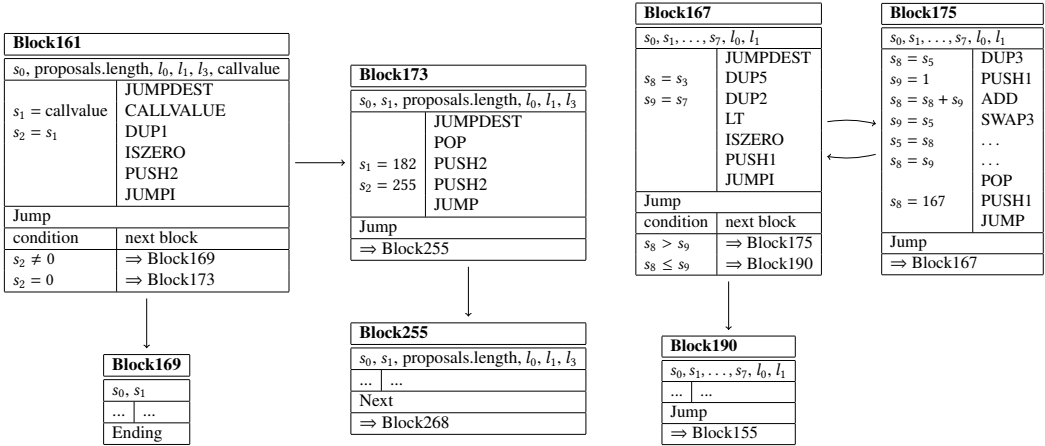 Block161
s0, proposals.length, l0, l1, l3, callvalue
JUMPDEST
s1 = callvalue CALLVALUE
s2 = s1 DUP1
ISZERO
PUSH2
JUMPI
Jump
condition next block
s2 ≠ 0 ⇒ Block169
s2 = 0 ⇒ Block173
Block169
s0, s1
... ...
Ending
Block173
s0, s1, proposals.length, l0, l1, l3
JUMPDEST
POP
s1 = 182 PUSH2
s2 = 255 PUSH2
JUMP
Jump
⇒ Block255
Block255
s0, s1, proposals.length, l0, l1, l3
... ...
Next
⇒ Block268
Block167
s0, s1, . . . , s7, l0, l1
JUMPDEST
s8 = s3 DUP5
s9 = s7 DUP2
LT
ISZERO
PUSH1
JUMPI
Jump
condition next block
s8 > s9 ⇒ Block175
s8 ≤ s9 ⇒ Block190
Block190
s0, s1, . . . , s7, l0, l1
... ...
Jump
⇒ Block155
Block175
s0, s1, . . . , s7, l0, l1
s8 = s5 DUP3
s9 = 1 PUSH1
s8 = s8 + s9 ADD
s9 = s5 SWAP3
s5 = s8 . . .
s8 = s9 . . .
POP
s8 = 167 PUSH1
JUMP
Jump
⇒ Block167